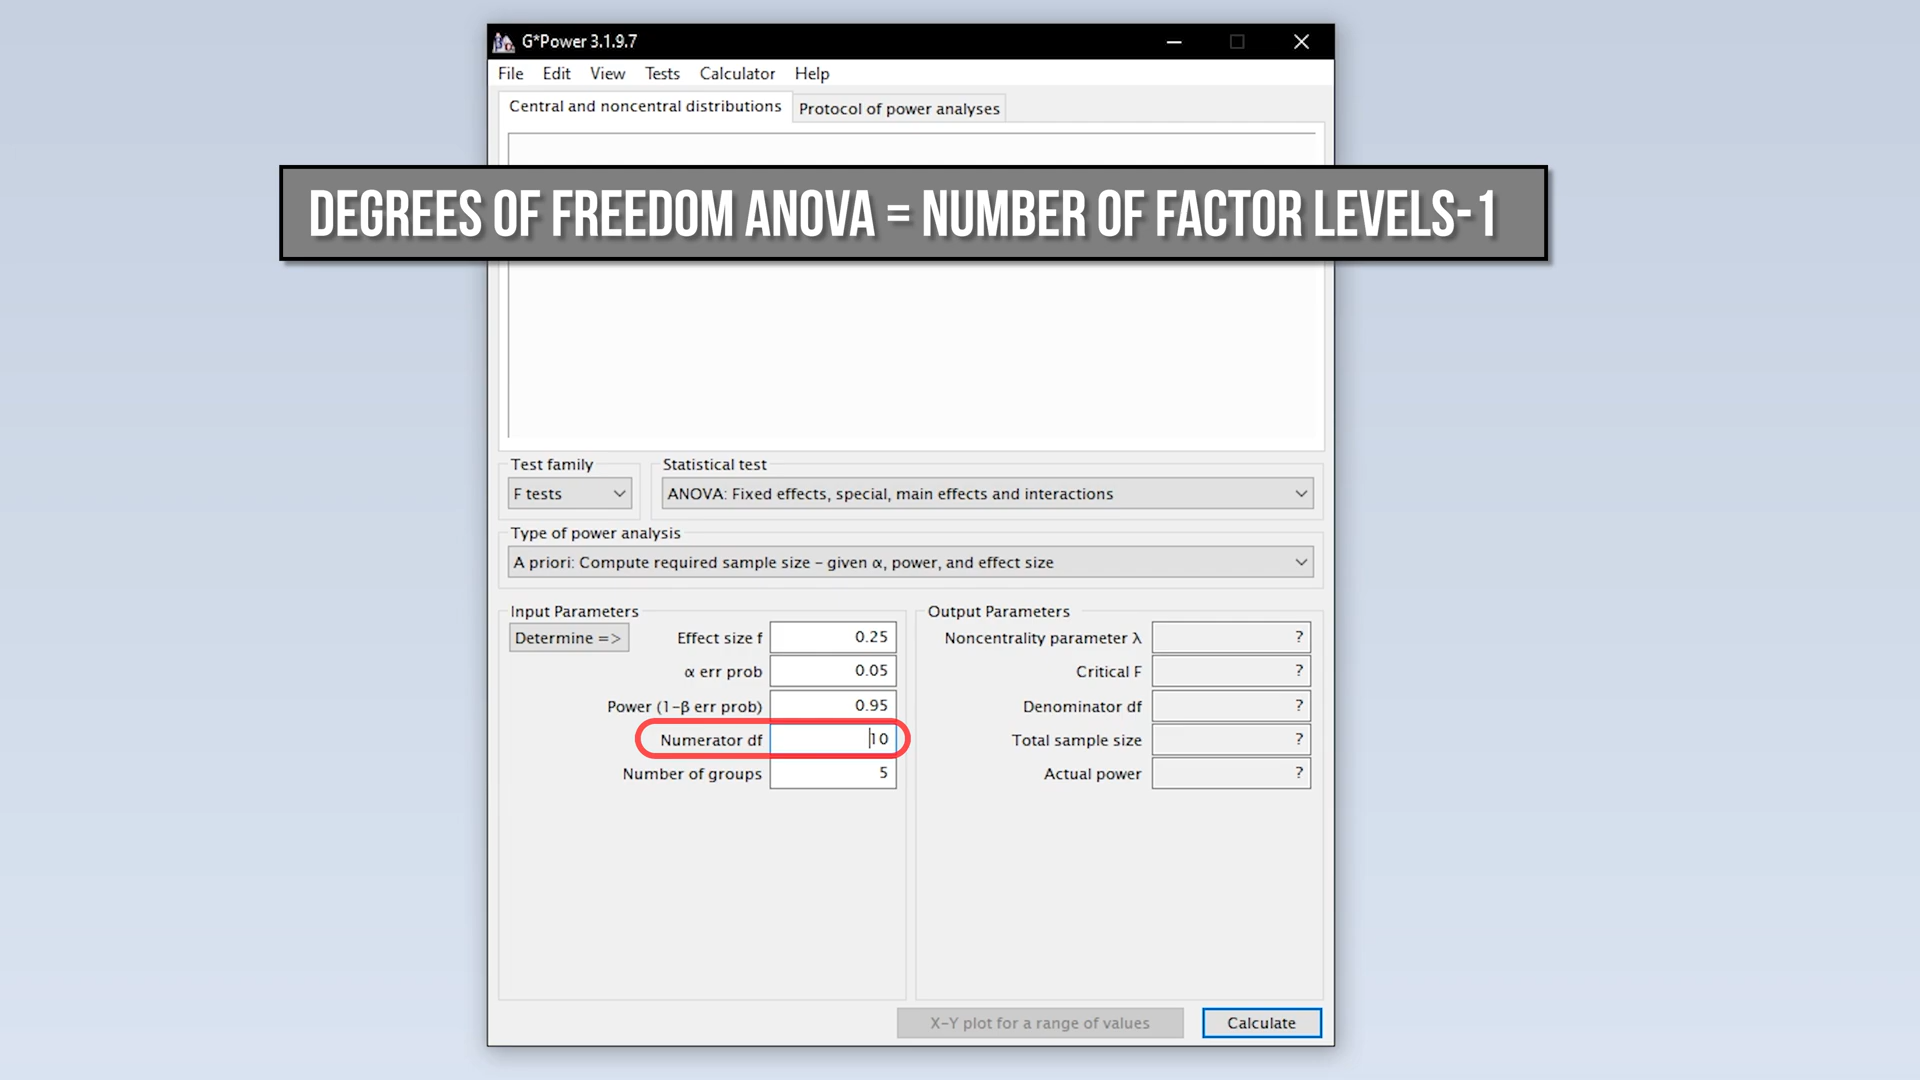 G*Power 3.1.9.7
File Edit View Tests Calculator Help
Central and noncentral distributions Protocol of power analyses
DEGREES OF FREEDOM ANOVA = NUMBER OF FACTOR LEVELS-1
Test family Statistical test
F tests ANOVA: Fixed effects, special, main effects and interactions
Type of power analysis
A priori: Compute required sample size – given α, power, and effect size
Input Parameters Output Parameters
Determine => Effect size f 0.25 Noncentrality parameter λ ?
α err prob 0.05 Critical F ?
Power (1–β err prob) 0.95 Denominator df ?
Numerator df 10 Total sample size ?
Number of groups 5 Actual power ?
X–Y plot for a range of values Calculate